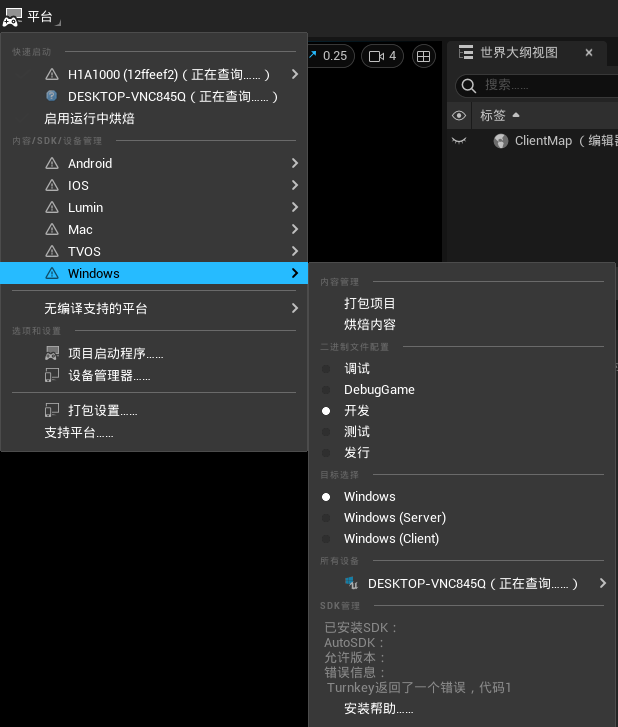 平台
快速启动
H1A1000 (12ffeef2)（正在查询......）
DESKTOP-VNC845Q（正在查询......）
启用运行中烘焙
内容/SDK/设备管理
Android
IOS
Lumin
Mac
TVOS
Windows
无编译支持的平台
选项和设置
项目启动程序......
设备管理器......
打包设置......
支持平台......
0.25
4
世界大纲视图
搜索......
标签
ClientMap （编辑
内容管理
打包项目
烘焙内容
二进制文件配置
调试
DebugGame
开发
测试
发行
目标选择
Windows
Windows (Server)
Windows (Client)
所有设备
DESKTOP-VNC845Q（正在查询......）
SDK管理
已安装SDK：
AutoSDK：
允许版本：
错误信息：
Turnkey返回了一个错误，代码1
安装帮助......